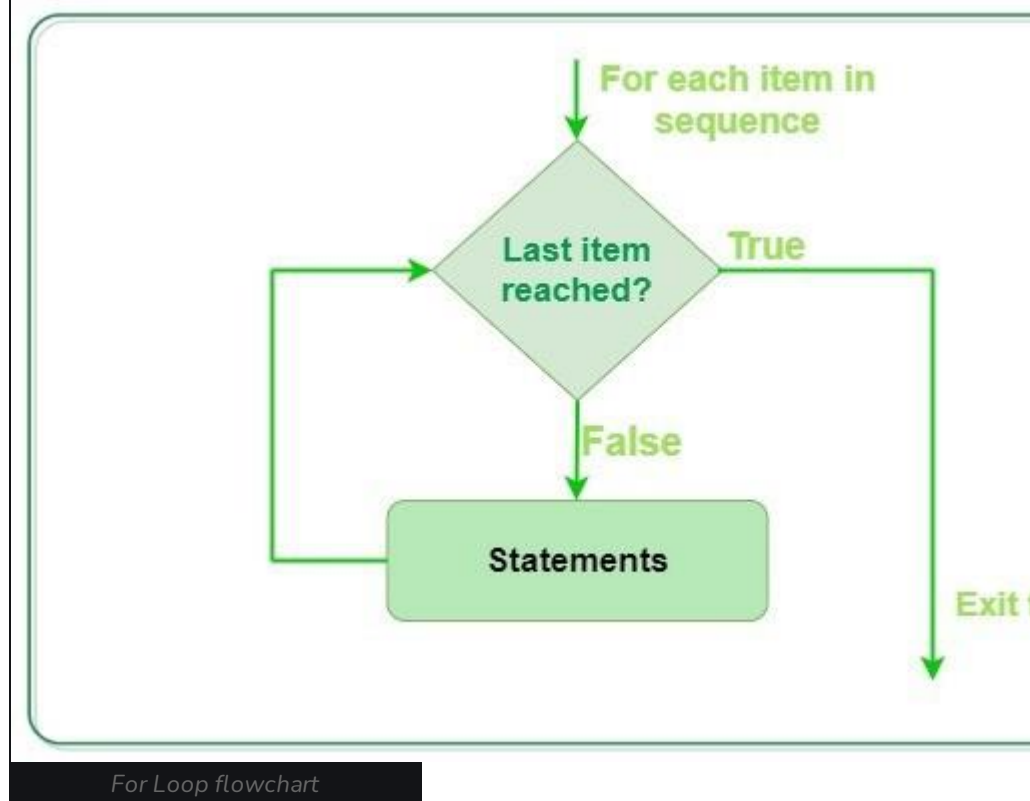 For each item in
sequence
Last item
reached?
True
False
Statements
Exit
For Loop flowchart